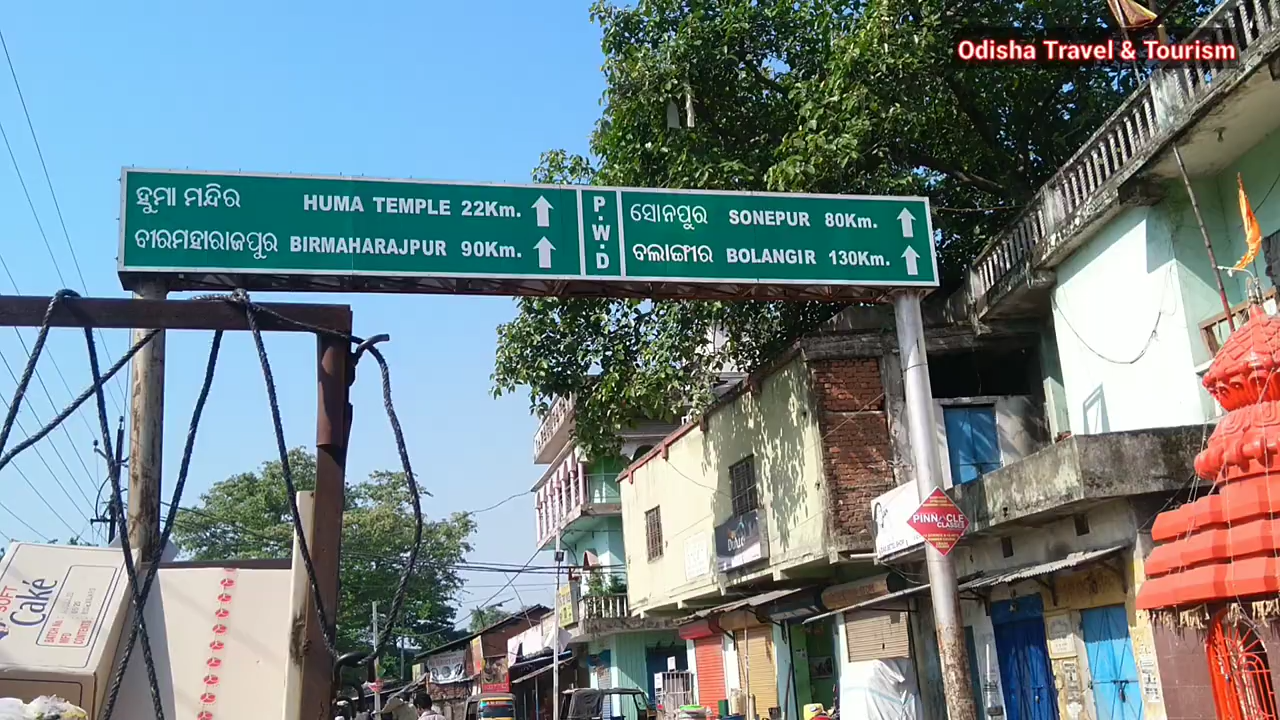 Odisha Travel & Tourism
ହୁମା ମନ୍ଦିର HUMA TEMPLE 22Km.
ବୀରମହାରାଜପୁର BIRMAHARAJPUR 90Km.
P.W.D
ସୋନପୁର SONEPUR 80Km.
ବଲାଙ୍ଗୀର BOLANGIR 130Km.
PINNACLE
CLASSES
SOFT
Cake